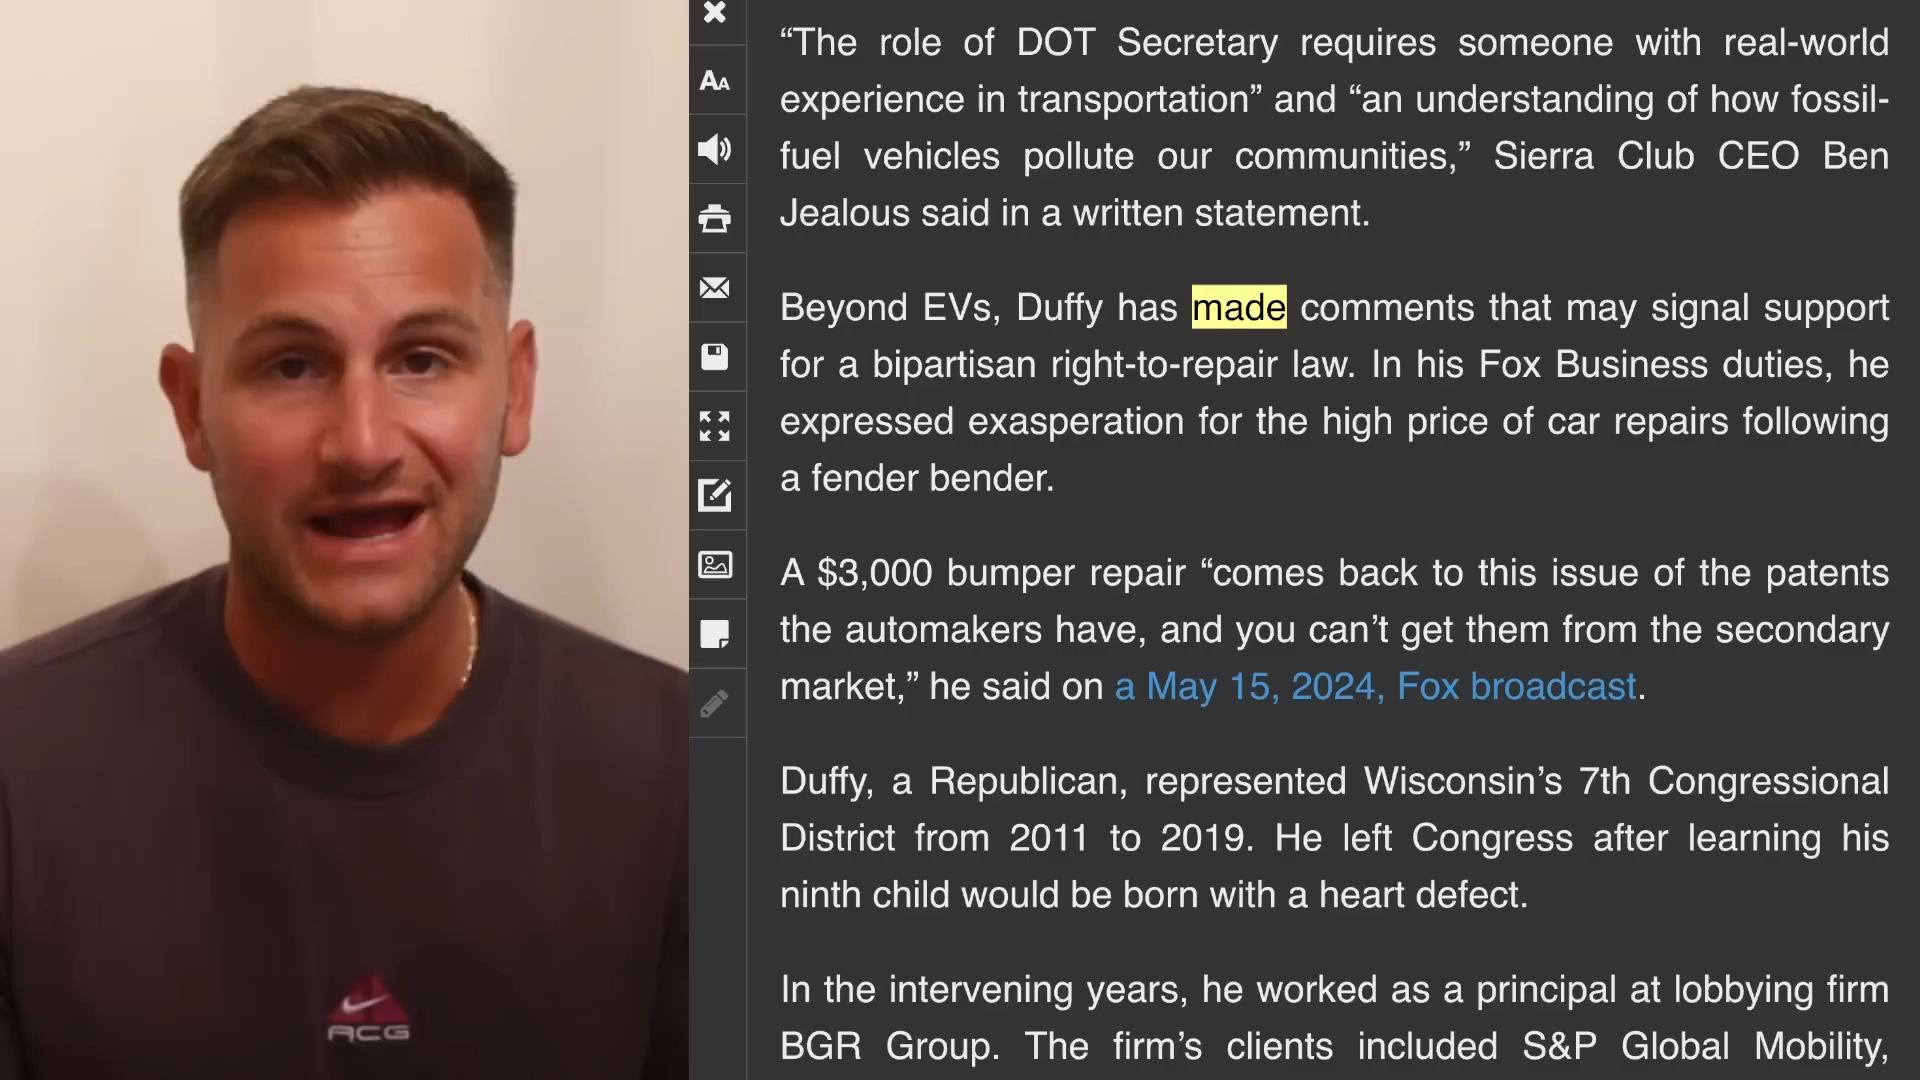 “The role of DOT Secretary requires someone with real-world
experience in transportation” and “an understanding of how fossil-
fuel vehicles pollute our communities,” Sierra Club CEO Ben
Jealous said in a written statement.
Beyond EVs, Duffy has made comments that may signal support
for a bipartisan right-to-repair law. In his Fox Business duties, he
expressed exasperation for the high price of car repairs following
a fender bender.
A $3,000 bumper repair “comes back to this issue of the patents
the automakers have, and you can’t get them from the secondary
market,” he said on a May 15, 2024, Fox broadcast.
Duffy, a Republican, represented Wisconsin’s 7th Congressional
District from 2011 to 2019. He left Congress after learning his
ninth child would be born with a heart defect.
In the intervening years, he worked as a principal at lobbying firm
BGR Group. The firm’s clients included S&P Global Mobility,
AA
ACG